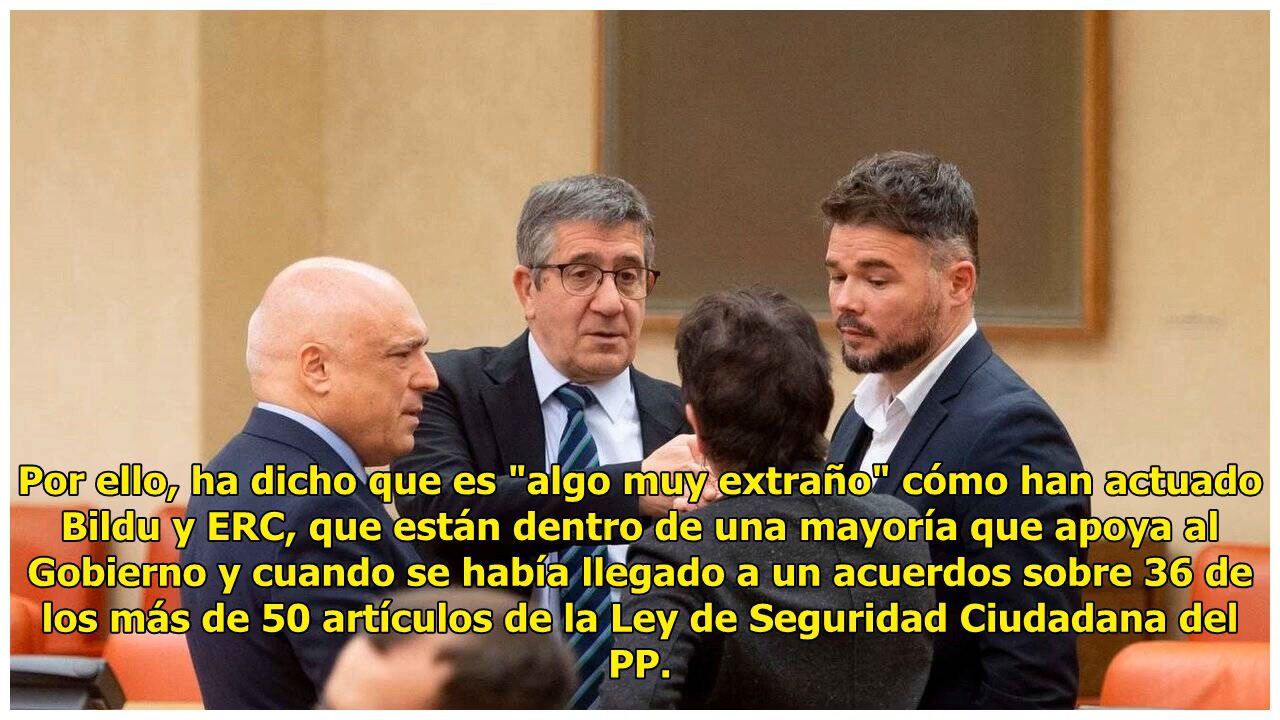 Por ello, ha dicho que es "algo muy extraño" cómo han actuado
Bildu y ERC, que están dentro de una mayoría que apoya al
Gobierno y cuando se había llegado a un acuerdos sobre 36 de
los más de 50 artículos de la Ley de Seguridad Ciudadana del
PP.